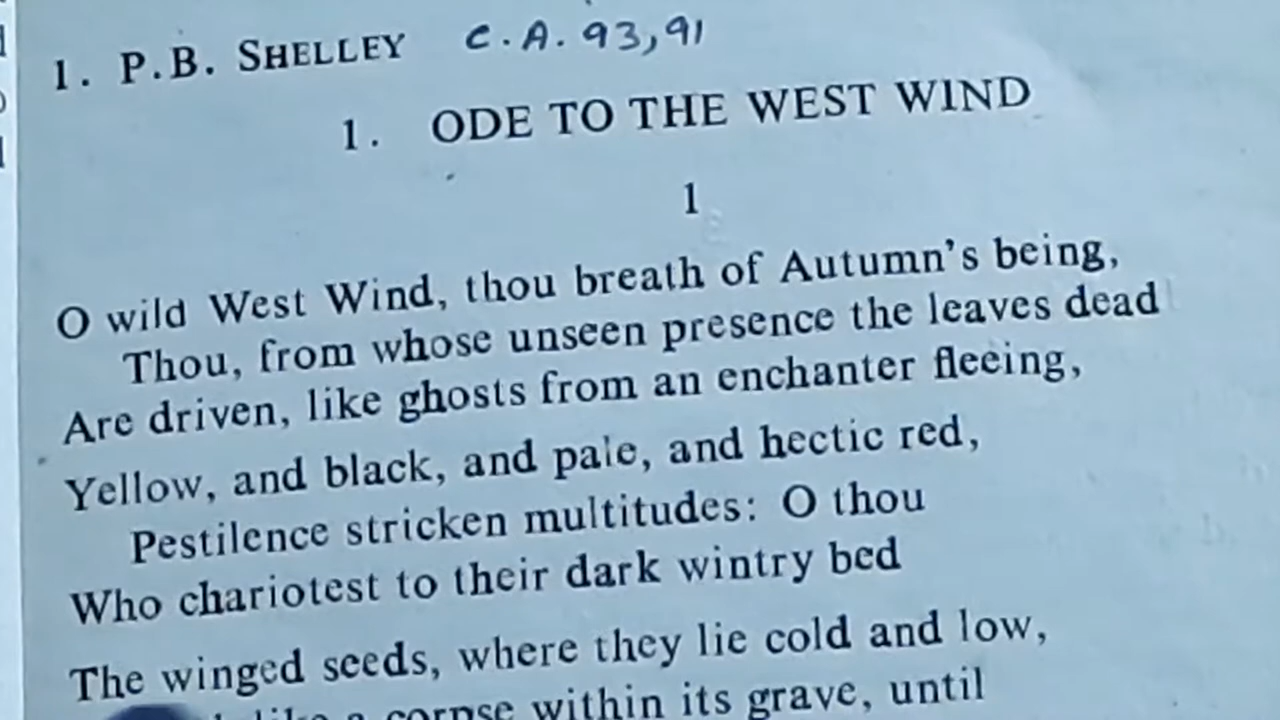 1. P.B. SHELLEY C.A. 93,91
1. ODE TO THE WEST WIND
1
O wild West Wind, thou breath of Autumn's being,
Thou, from whose unseen presence the leaves dead
Are driven, like ghosts from an enchanter fleeing,
Yellow, and black, and pale, and hectic red,
Pestilence stricken multitudes: O thou
Who chariotest to their dark wintry bed
The winged seeds, where they lie cold and low,
like a corpse within its grave, until